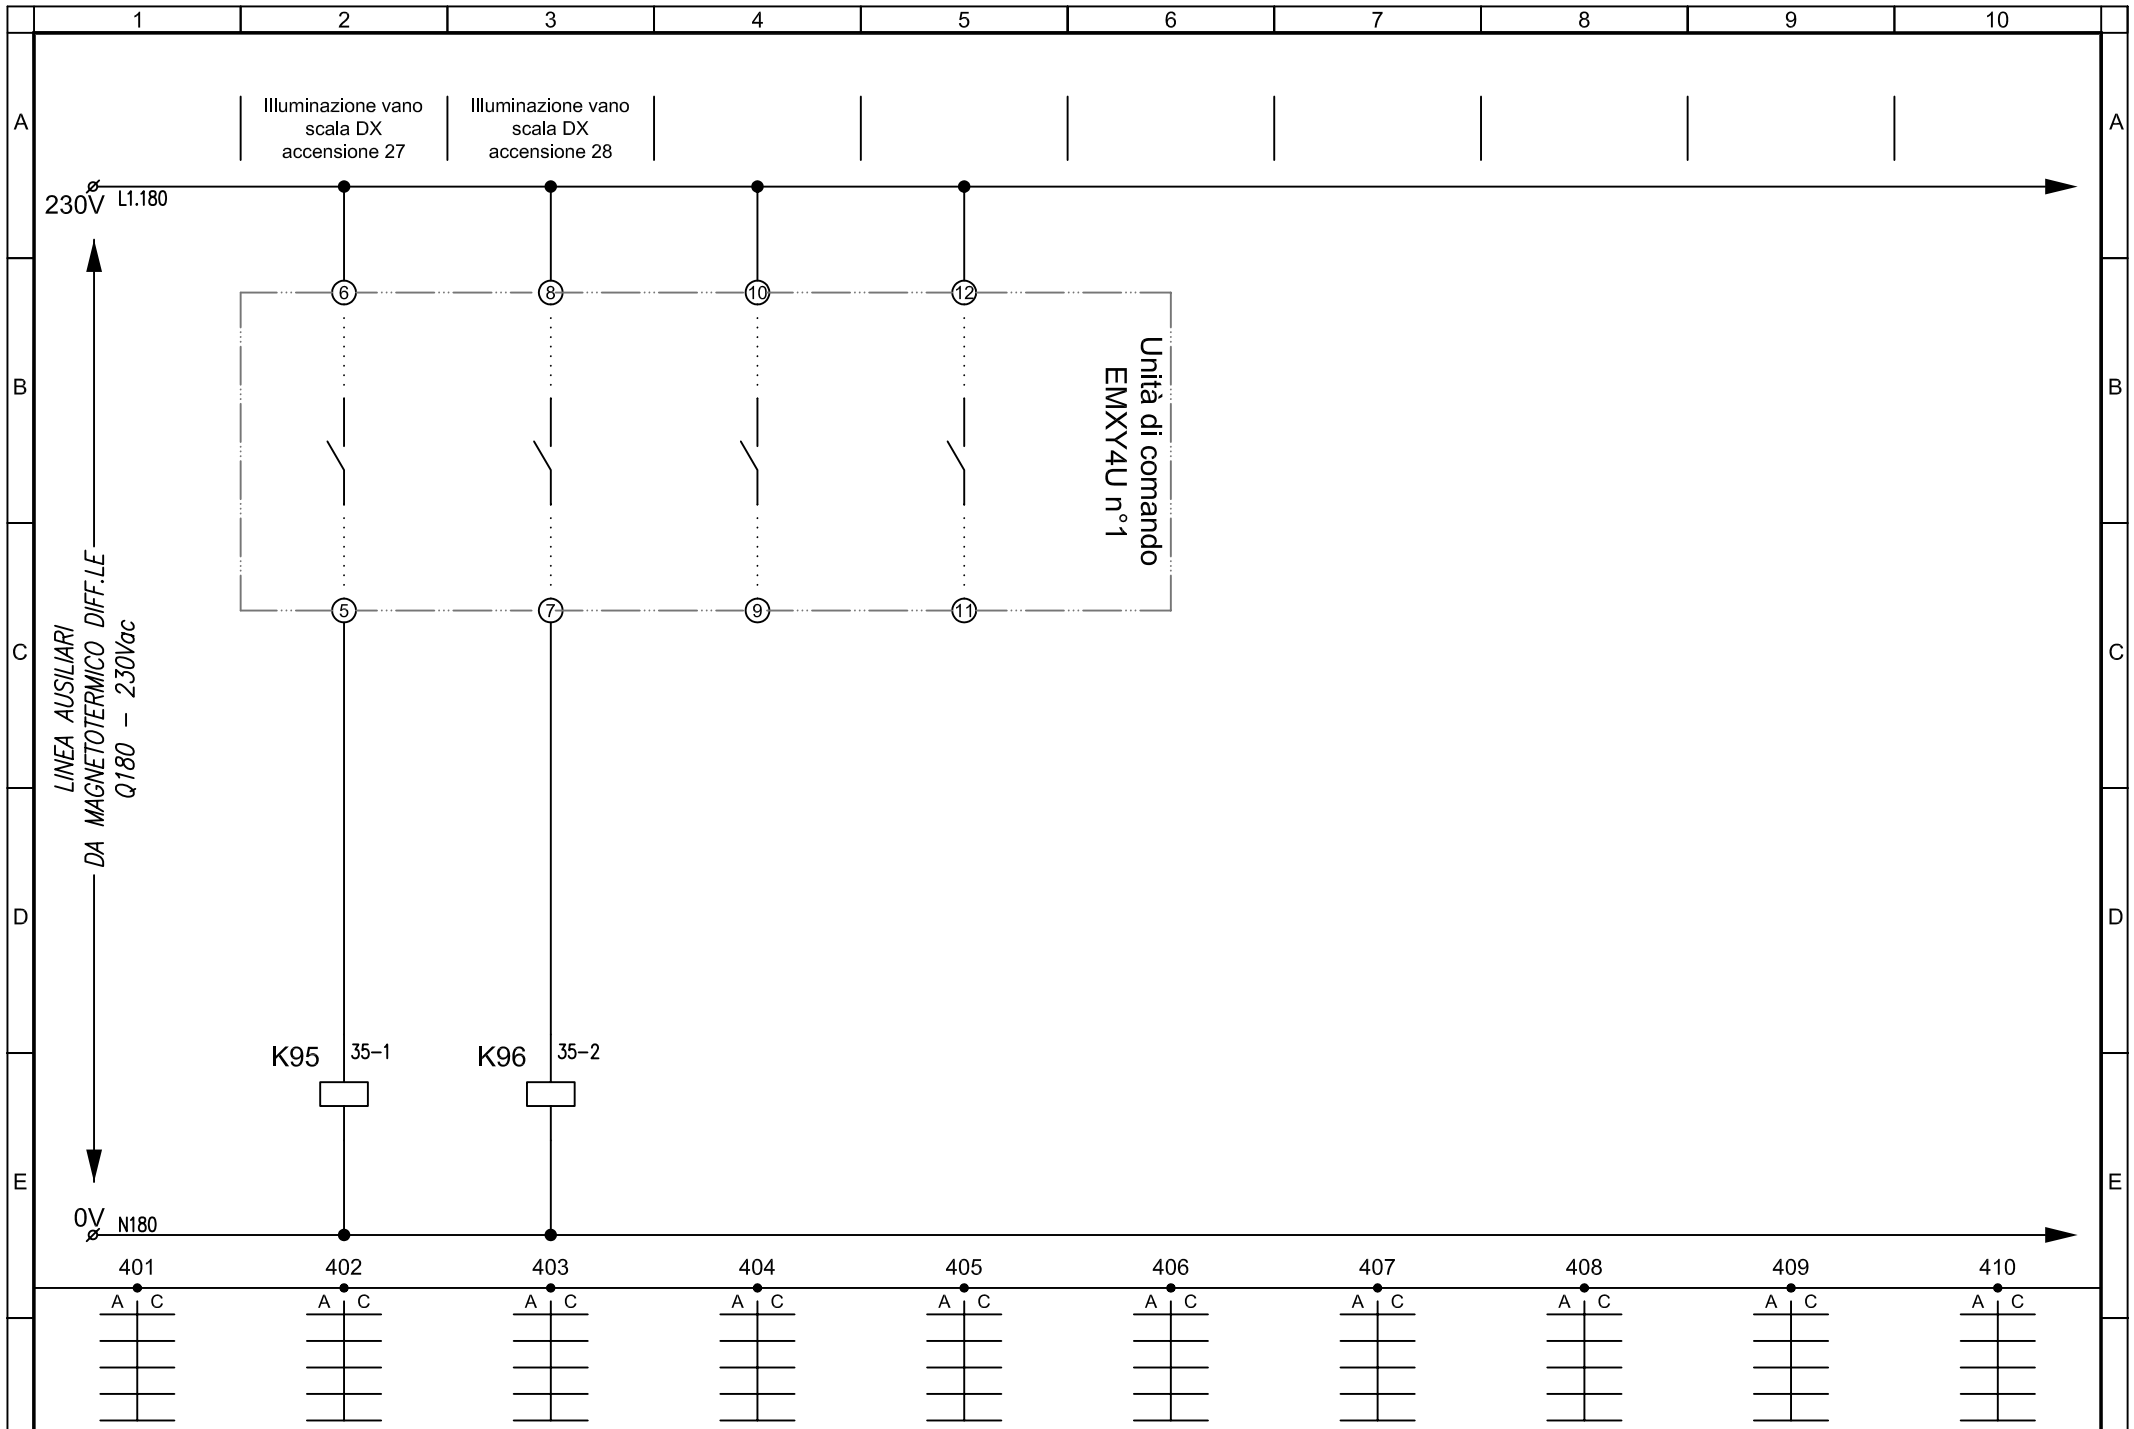 1 2 3 4 5 6 7 8 9 10
A A
Illuminazione vano
scala DX
accensione 27
Illuminazione vano
scala DX
accensione 28
230V L1.180
6 8 10 12
B B
Unità di comando
EMXY4U n°1
5 7 9 11
C C
LINEA AUSILIARI
DA MAGNETOTERMICO DIFF.LE
Q180 - 230Vac
D D
K95 35-1
K96 35-2
E E
0V N180
401 402 403 404 405 406 407 408 409 410
A C A C A C A C A C A C A C A C A C A C